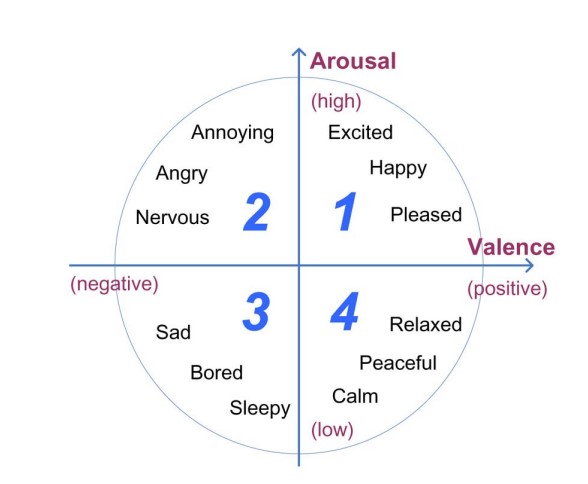 Arousal
(high)
Annoying
Excited
Angry
Happy
Nervous
2
1
Pleased
Valence
(negative)
(positive)
3
4
Sad
Relaxed
Bored
Peaceful
Sleepy
Calm
(low)